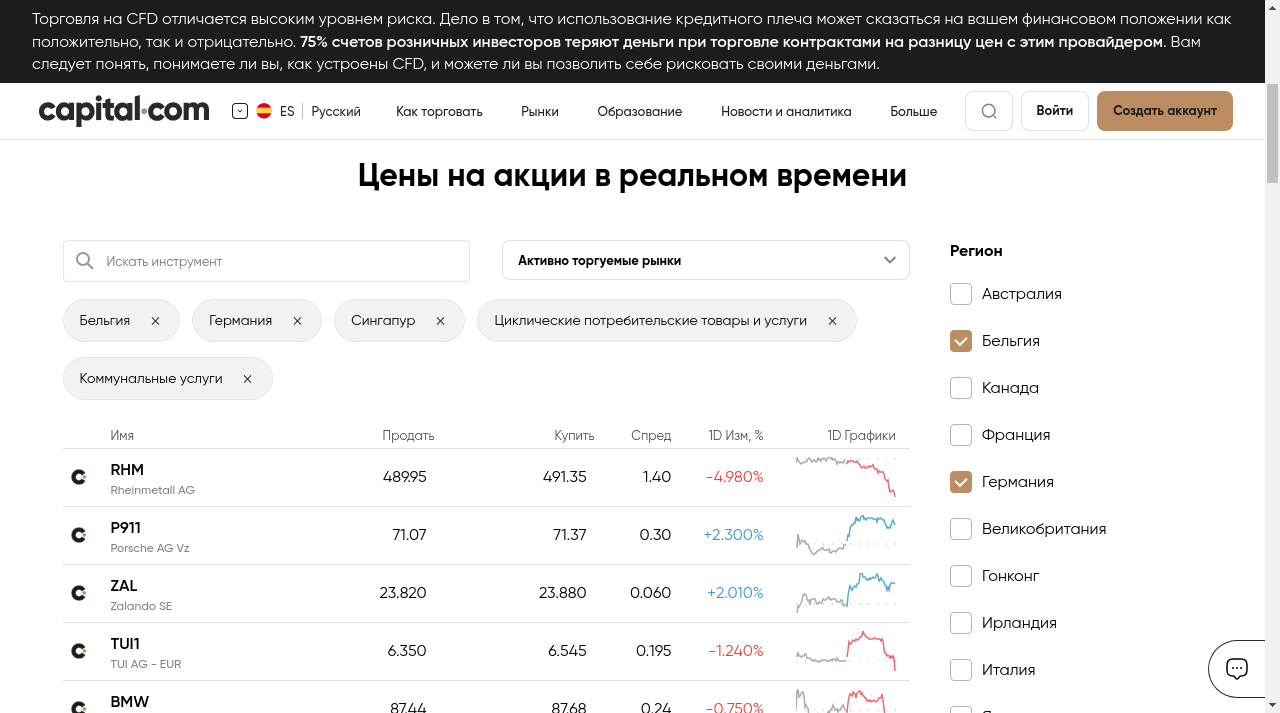 Торговля на CFD отличается высоким уровнем риска. Дело в том, что использование кредитного плеча может сказаться на вашем финансовом положении как
положительно, так и отрицательно. 75% счетов розничных инвесторов теряют деньги при торговле контрактами на разницу цен с этим провайдером. Вам
следует понять, понимаете ли вы, как устроены CFD, и можете ли вы позволить себе рисковать своими деньгами.
capital.com ES Русский Как торговать Рынки Образование Новости и аналитика Больше Войти Создать аккаунт
Цены на акции в реальном времени
Искать инструмент
Активно торгуемые рынки
Бельгия Германия Сингапур Циклические потребительские товары и услуги
Коммунальные услуги
Имя Продать Купить Спред 1D Изм, % 1D Графики
RHM 489.95 491.35 1.40 -4.980%
Rheinmetall AG
P911 71.07 71.37 0.30 +2.300%
Porsche AG Vz
ZAL 23.820 23.880 0.060 +2.010%
Zalando SE
TUI1 6.350 6.545 0.195 -1.240%
TUI AG - EUR
BMW 87.44 87.68 0.24 -0.750%
Регион
Австралия
Бельгия
Канада
Франция
Германия
Великобритания
Гонконг
Ирландия
Италия